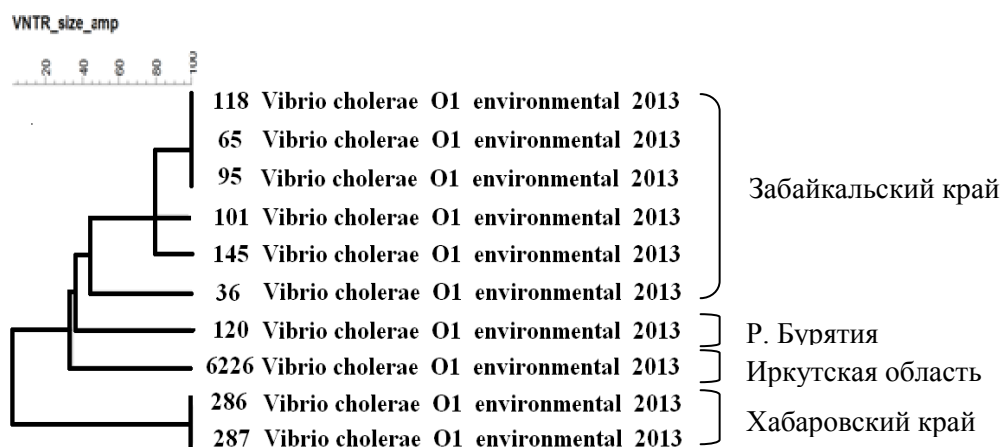 VNTR_size_amp
20 40 60 80 100
118 Vibrio cholerae O1 environmental 2013
65 Vibrio cholerae O1 environmental 2013
95 Vibrio cholerae O1 environmental 2013
Забайкальский край
101 Vibrio cholerae O1 environmental 2013
145 Vibrio cholerae O1 environmental 2013
36 Vibrio cholerae O1 environmental 2013
120 Vibrio cholerae O1 environmental 2013
Р. Бурятия
6226 Vibrio cholerae O1 environmental 2013
Иркутская область
286 Vibrio cholerae O1 environmental 2013
Хабаровский край
287 Vibrio cholerae O1 environmental 2013